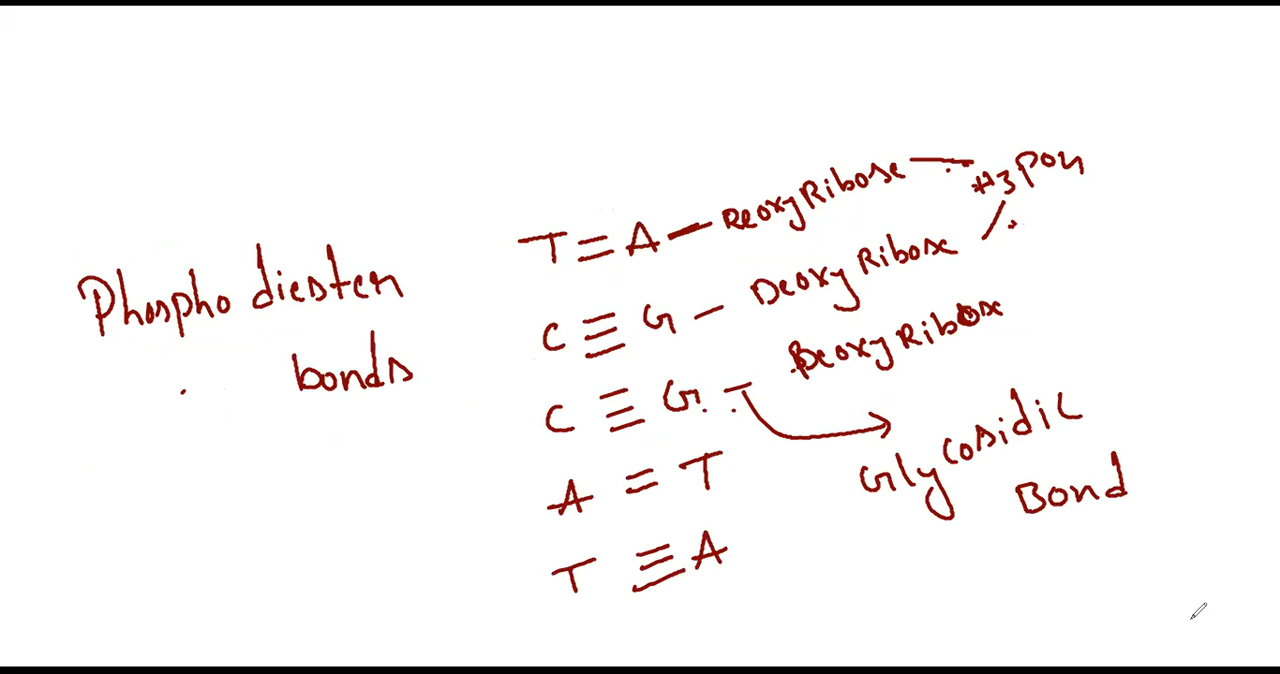 T = A — Deoxy Ribose — H3PO4
Phospho diester
bonds
C ≡ G — Deoxy Ribose
C ≡ G — Deoxy Ribose
Glycosidic
Bond
A = T
T ≡ A